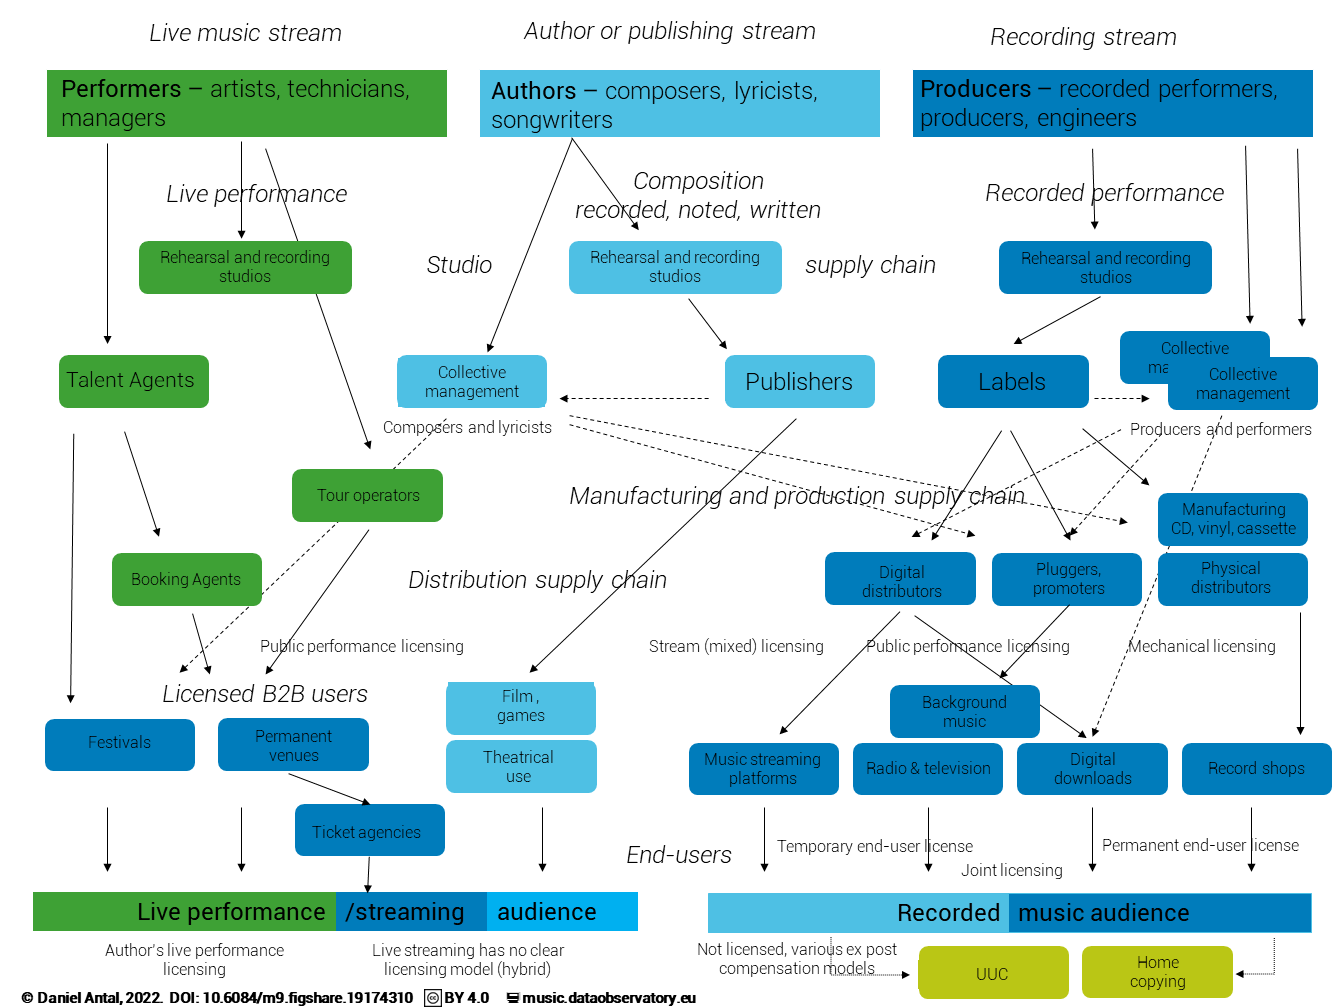 Live music stream
Author or publishing stream
Recording stream
Performers – artists, technicians,
managers
Authors – composers, lyricists,
songwriters
Producers – recorded performers,
producers, engineers
Live performance
Composition
recorded, noted, written
Recorded performance
Rehearsal and recording
studios
Studio
Rehearsal and recording
studios
supply chain
Rehearsal and recording
studios
Talent Agents
Collective
management
Composers and lyricists
Publishers
Labels
Collective
ma
Collective
management
Producers and performers
Tour operators
Manufacturing and production supply chain
Manufacturing
CD, vinyl, cassette
Booking Agents
Distribution supply chain
Digital
distributors
Pluggers,
promoters
Physical
distributors
Public performance licensing
Stream (mixed) licensing
Public performance licensing
Mechanical licensing
Licensed B2B users
Film,
games
Background
music
Festivals
Permanent
venues
Theatrical
use
Music streaming
platforms
Radio & television
Digital
downloads
Record shops
Ticket agencies
End-users
Temporary end-user license
Joint licensing
Permanent end-user license
Live performance /streaming audience
Recorded music audience
Author's live performance
licensing
Live streaming has no clear
licensing model (hybrid)
Not licensed, various ex post
compensation models
UUC
Home
copying
© Daniel Antal, 2022. DOI: 10.6084/m9.figshare.19174310 cc BY 4.0 music.dataobservatory.eu